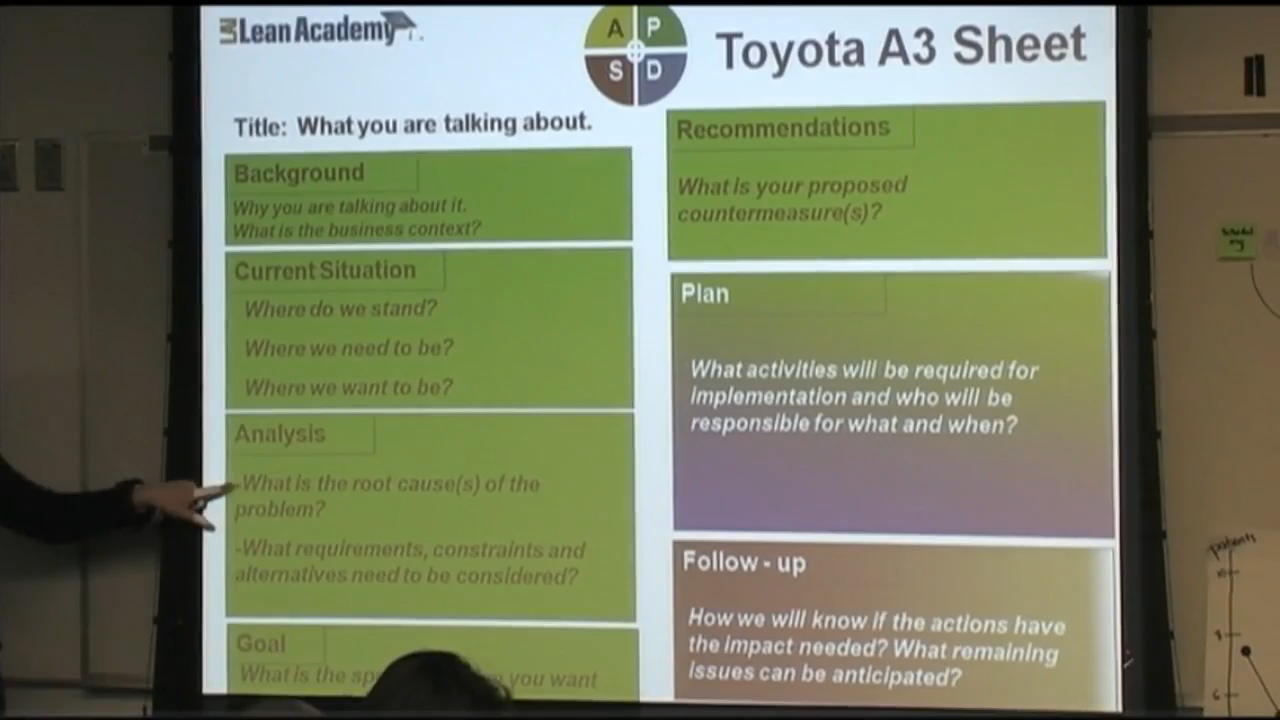 LeanAcademy
A P
S D
Toyota A3 Sheet
Title: What you are talking about.
Background
Why you are talking about it.
What is the business context?
Current Situation
Where do we stand?
Where we need to be?
Where we want to be?
Analysis
-What is the root cause(s) of the
problem?
-What requirements, constraints and
alternatives need to be considered?
Goal
What is the you want
Recommendations
What is your proposed
countermeasure(s)?
Plan
What activities will be required for
implementation and who will be
responsible for what and when?
Follow - up
How we will know if the actions have
the impact needed? What remaining
issues can be anticipated?
patients
10
8
6